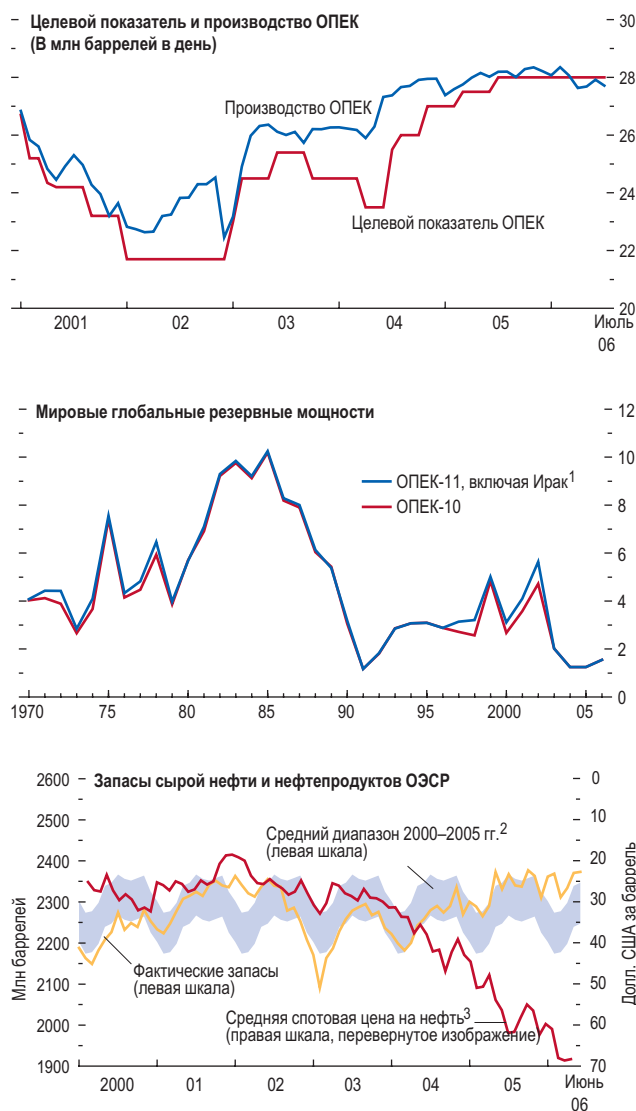 Целевой показатель и производство ОПЕК
(В млн баррелей в день)
30
28
26
24
22
20
Производство ОПЕК
Целевой показатель ОПЕК
2001 02 03 04 05 Июль
06
Мировые глобальные резервные мощности
12
10
8
6
4
2
0
ОПЕК-11, включая Ирак1
ОПЕК-10
1970 75 80 85 90 95 2000 05
Запасы сырой нефти и нефтепродуктов ОЭСР
2600
2500
2400
2300
2200
2100
2000
1900
Млн баррелей
0
10
20
30
40
50
60
70
Долл. США за баррель
Средний диапазон 2000–2005 гг.2
(левая шкала)
Фактические запасы
(левая шкала)
Средняя спотовая цена на нефть3
(правая шкала, перевернутое изображение)
2000 01 02 03 04 05 Июнь
06